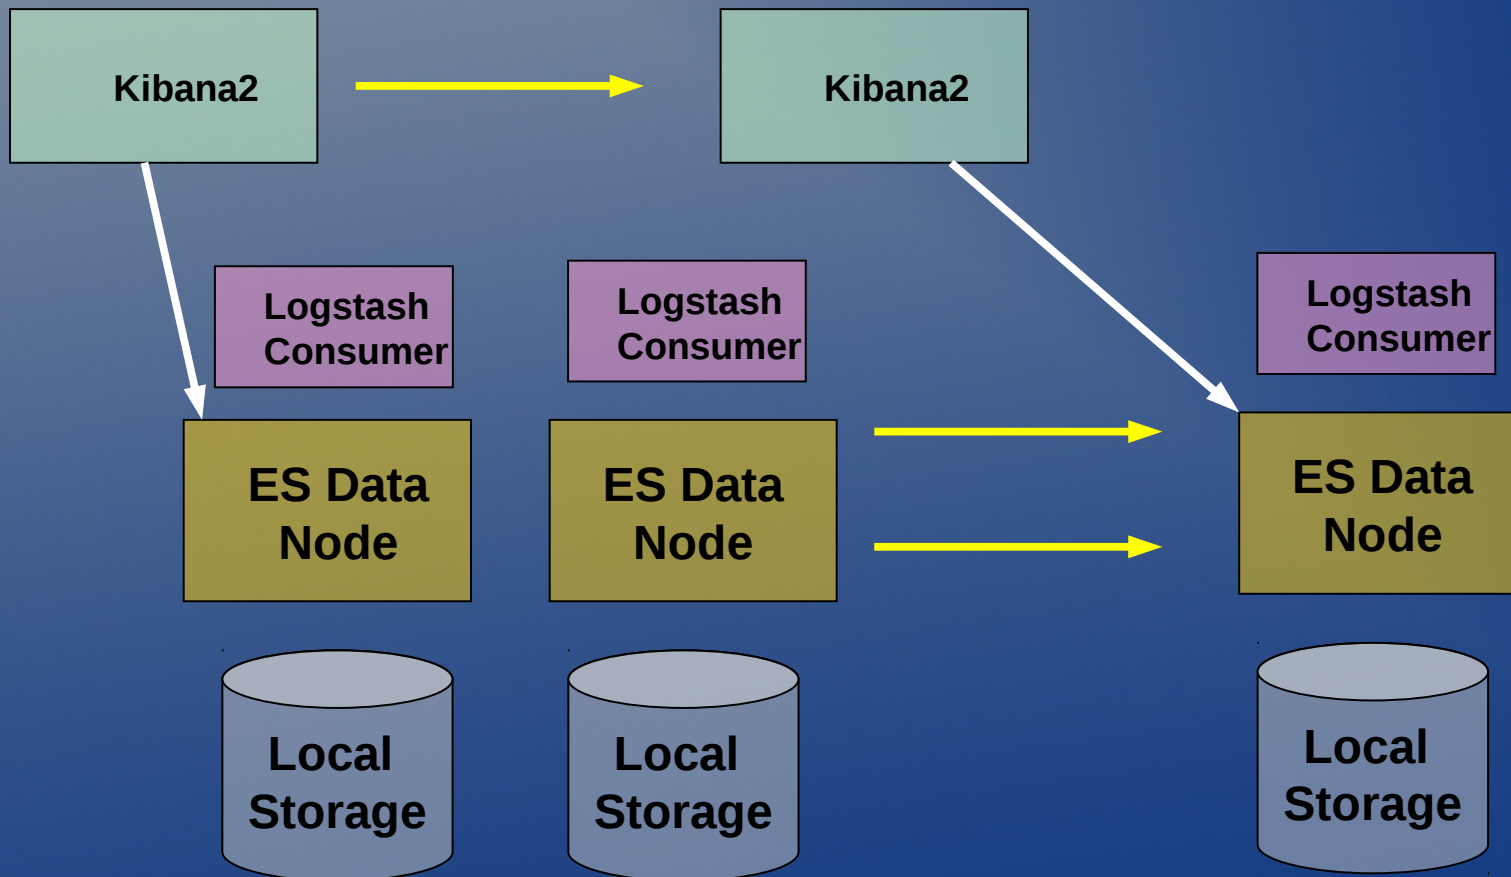 Kibana2
Kibana2
Logstash
Consumer
Logstash
Consumer
Logstash
Consumer
ES Data
Node
ES Data
Node
ES Data
Node
Local
Storage
Local
Storage
Local
Storage